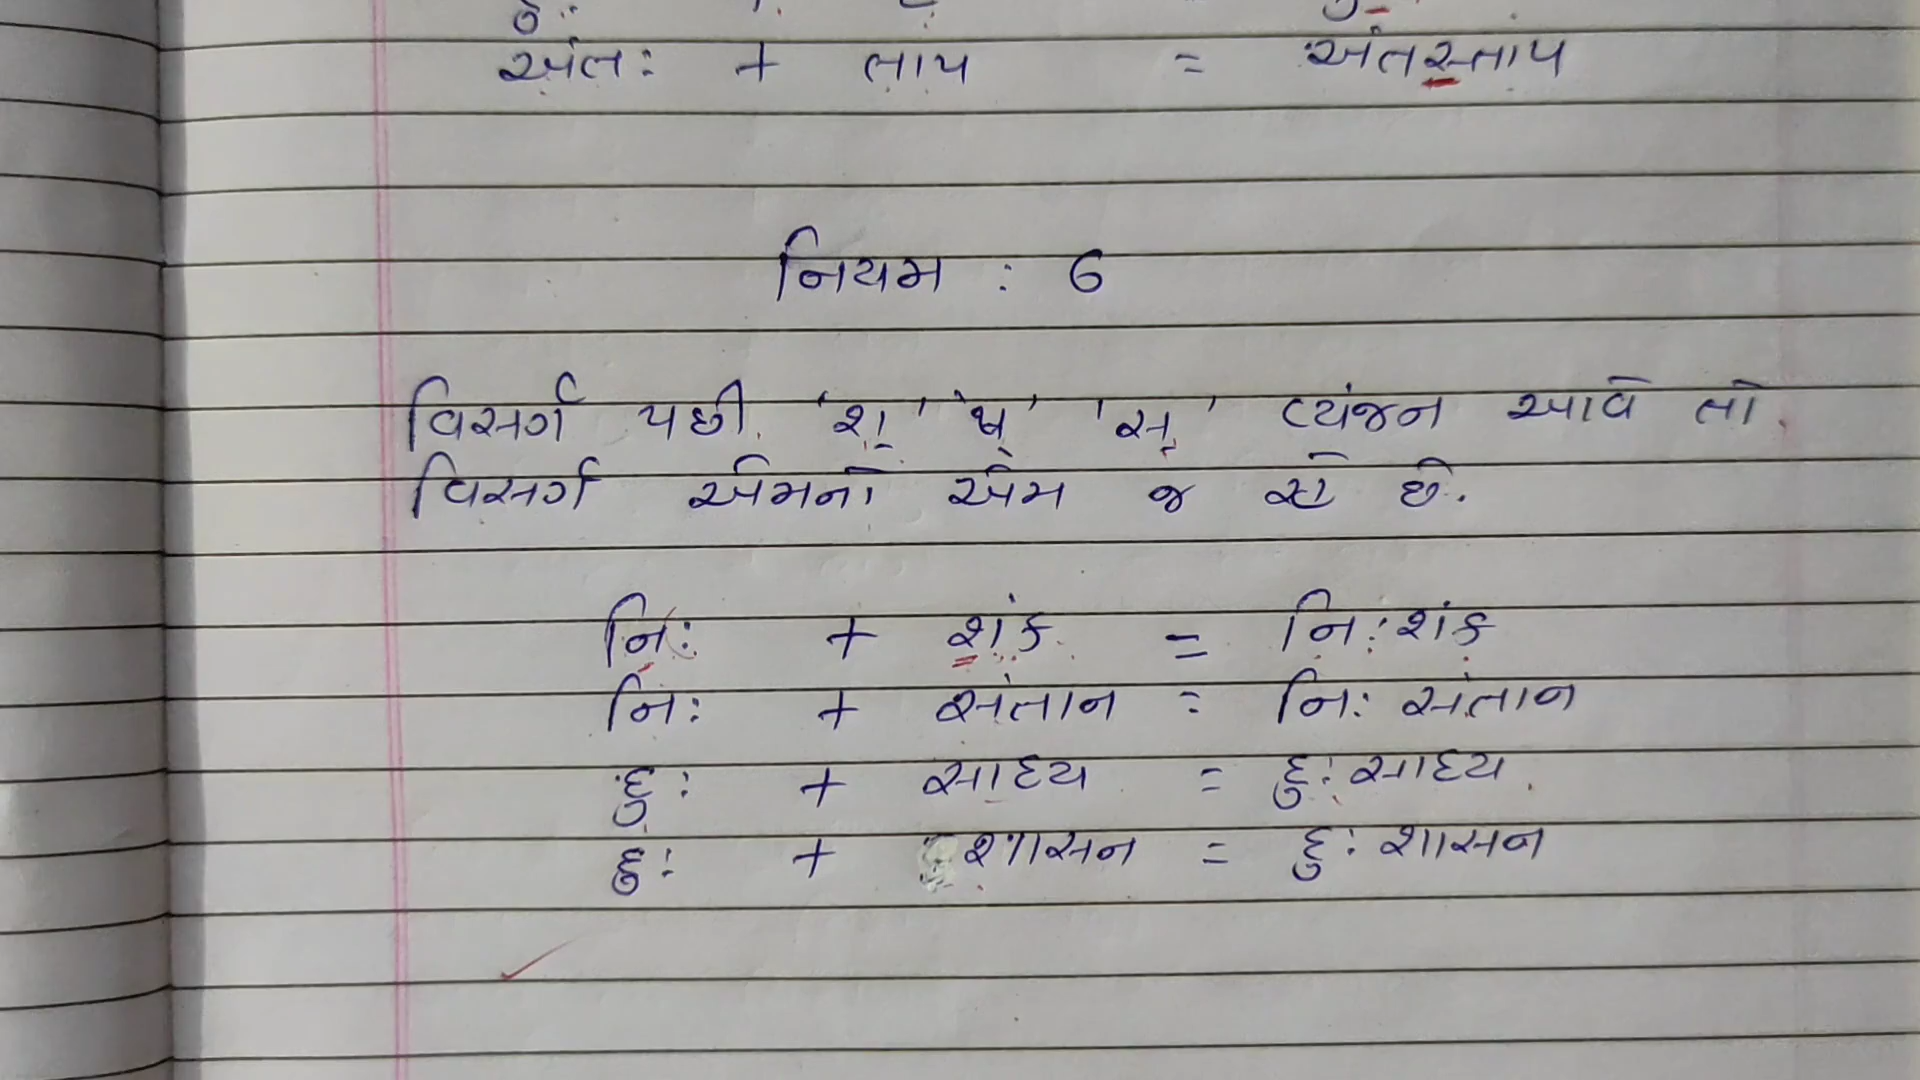 અંતઃ + તાપ = અંતસ્તાપ
નિયમ : 6
વિસર્ગ પછી 'શ્' 'ષ્' 'સ્' વ્યંજન આવે તો
વિસર્ગ એમનો એમ જ રહે છે.
નિઃ + શંક = નિઃશંક
નિઃ + સંતાન = નિઃસંતાન
દુઃ + સાધ્ય = દુઃસાધ્ય
દુઃ + શાસન = દુઃશાસન